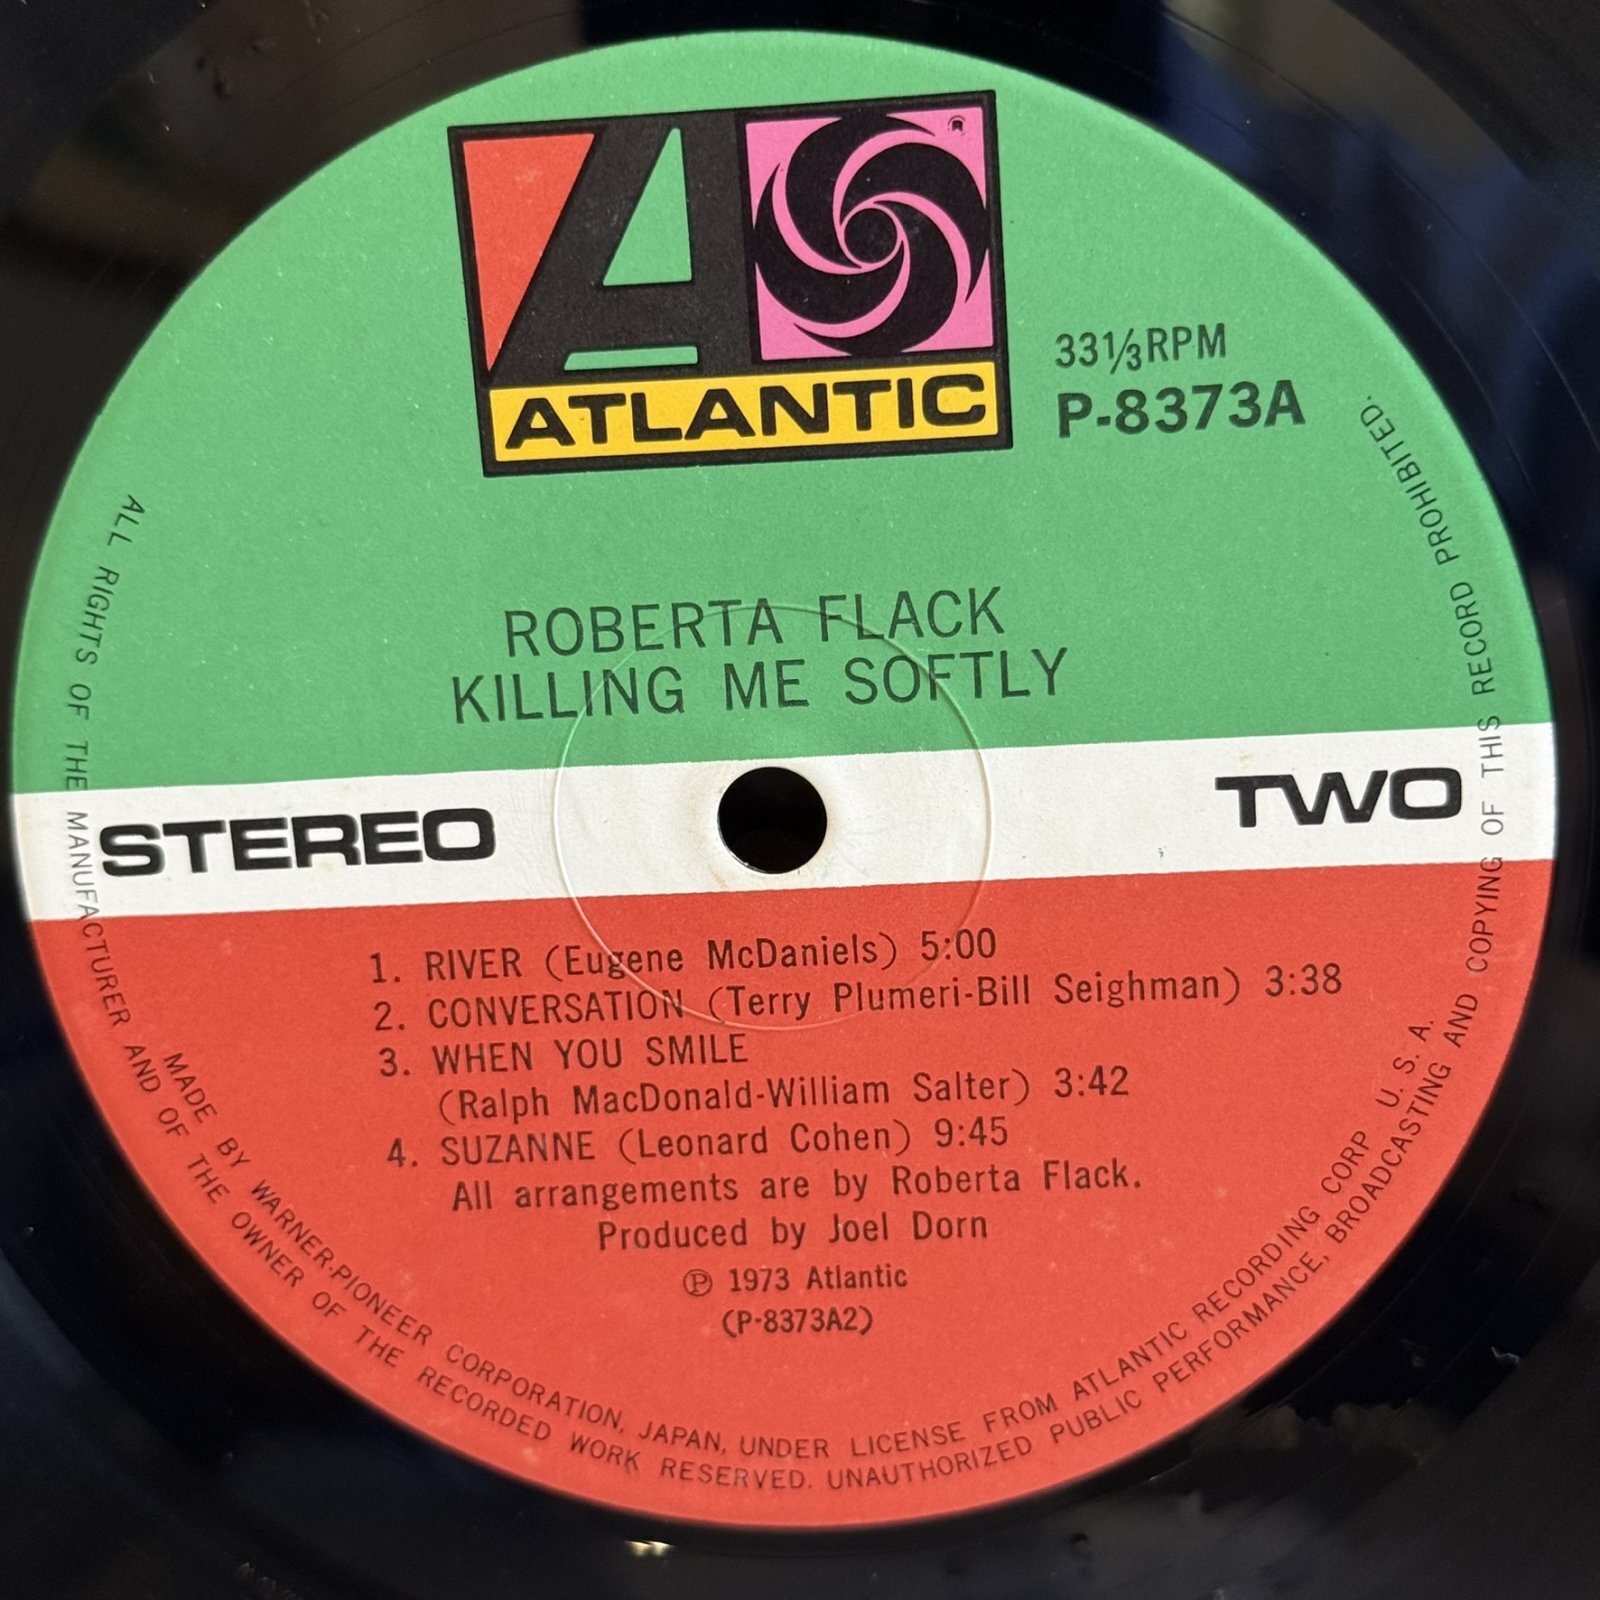 ATLANTIC
33⅓RPM
P-8373A
ROBERTA FLACK
KILLING ME SOFTLY
STEREO
TWO
1. RIVER (Eugene McDaniels) 5:00
2. CONVERSATION (Terry Plumeri-Bill Seighman) 3:38
3. WHEN YOU SMILE
(Ralph MacDonald-William Salter) 3:42
4. SUZANNE (Leonard Cohen) 9:45
All arrangements are by Roberta Flack.
Produced by Joel Dorn
Ⓟ 1973 Atlantic
(P-8373A2)
MADE BY WARNER-PIONEER CORPORATION, JAPAN, UNDER LICENSE FROM ATLANTIC RECORDING CORP. U. S. A.
ALL RIGHTS OF THE MANUFACTURER AND OF THE OWNER OF THE RECORDED WORK RESERVED. UNAUTHORIZED PUBLIC PERFORMANCE, BROADCASTING AND COPYING OF THIS RECORD PROHIBITED.